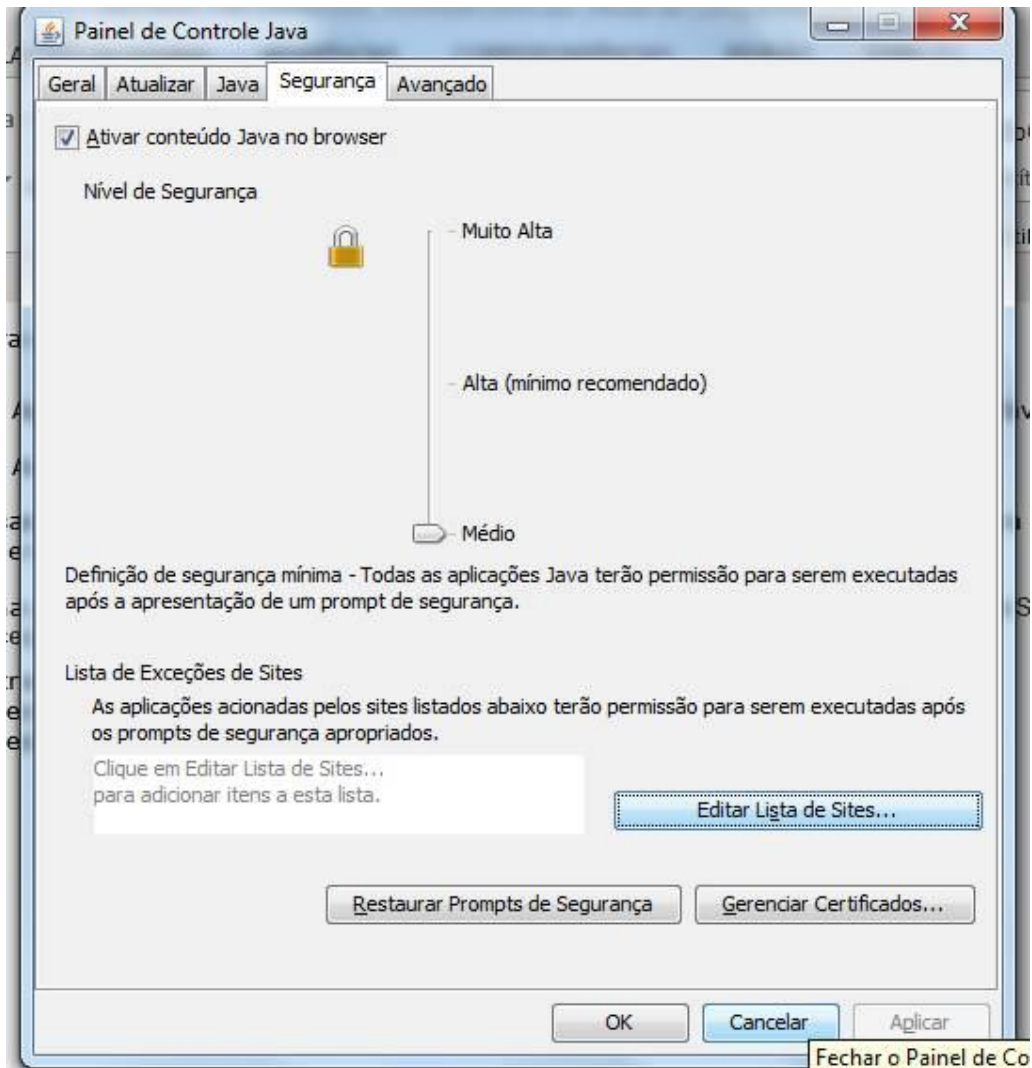 Painel de Controle Java
Geral Atualizar Java Segurança Avançado
Ativar conteúdo Java no browser
Nível de Segurança
Muito Alta
Alta (mínimo recomendado)
Médio
Definição de segurança mínima - Todas as aplicações Java terão permissão para serem executadas
após a apresentação de um prompt de segurança.
Lista de Exceções de Sites
As aplicações acionadas pelos sites listados abaixo terão permissão para serem executadas após
os prompts de segurança apropriados.
Clique em Editar Lista de Sites...
para adicionar itens a esta lista.
Editar Lista de Sites...
Restaurar Prompts de Segurança Gerenciar Certificados...
OK Cancelar Aplicar
Fechar o Painel de Co